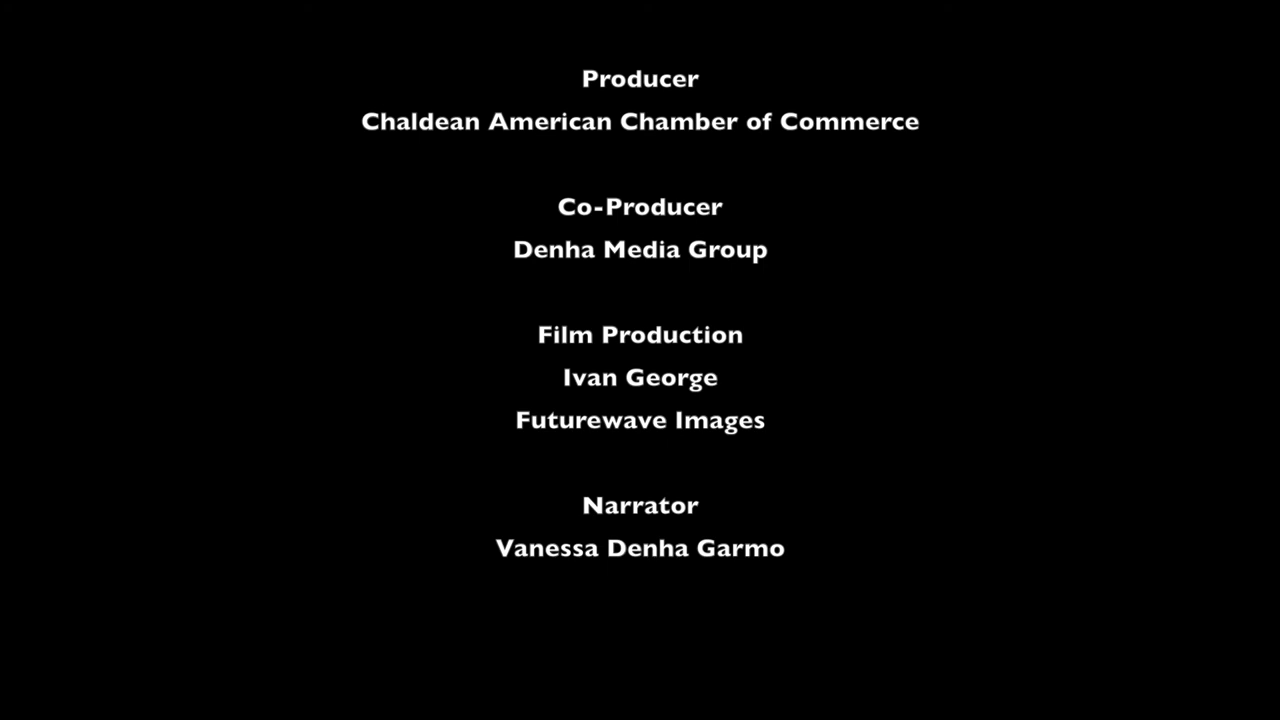 Producer
Chaldean American Chamber of Commerce
Co-Producer
Denha Media Group
Film Production
Ivan George
Futurewave Images
Narrator
Vanessa Denha Garmo